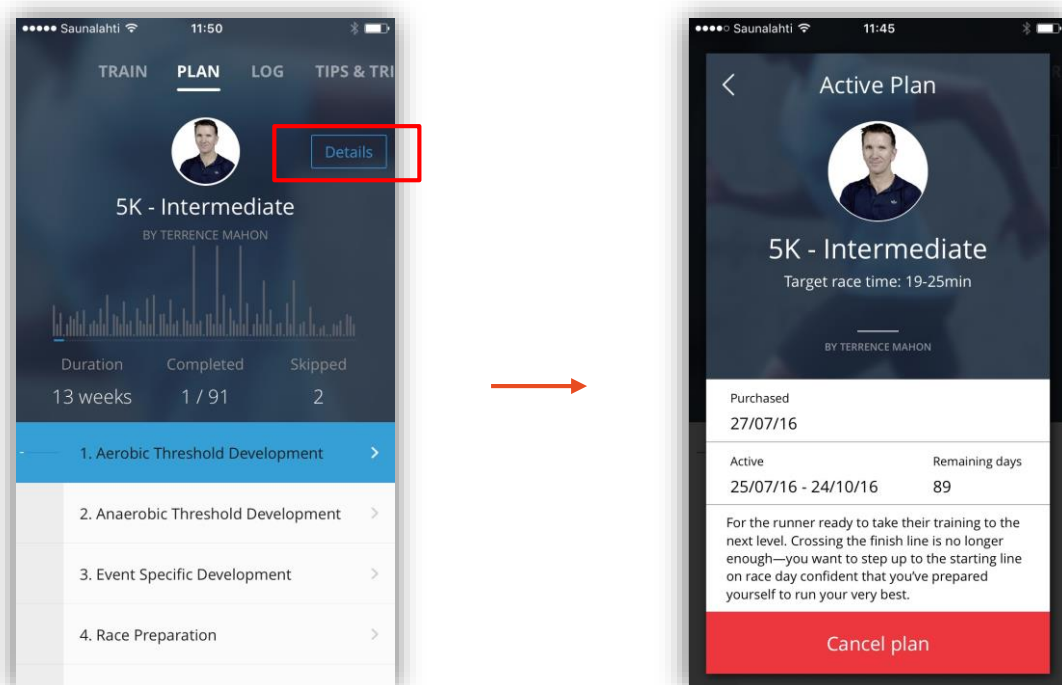 Saunalahti 11:50
TRAIN PLAN LOG TIPS & TRI
Details
5K - Intermediate
BY TERRENCE MAHON
Duration Completed Skipped
13 weeks 1 / 91 2
1. Aerobic Threshold Development
2. Anaerobic Threshold Development
3. Event Specific Development
4. Race Preparation
Saunalahti 11:45
Active Plan
5K - Intermediate
Target race time: 19-25min
BY TERRENCE MAHON
Purchased
27/07/16
Active Remaining days
25/07/16 - 24/10/16 89
For the runner ready to take their training to the
next level. Crossing the finish line is no longer
enough—you want to step up to the starting line
on race day confident that you've prepared
yourself to run your very best.
Cancel plan